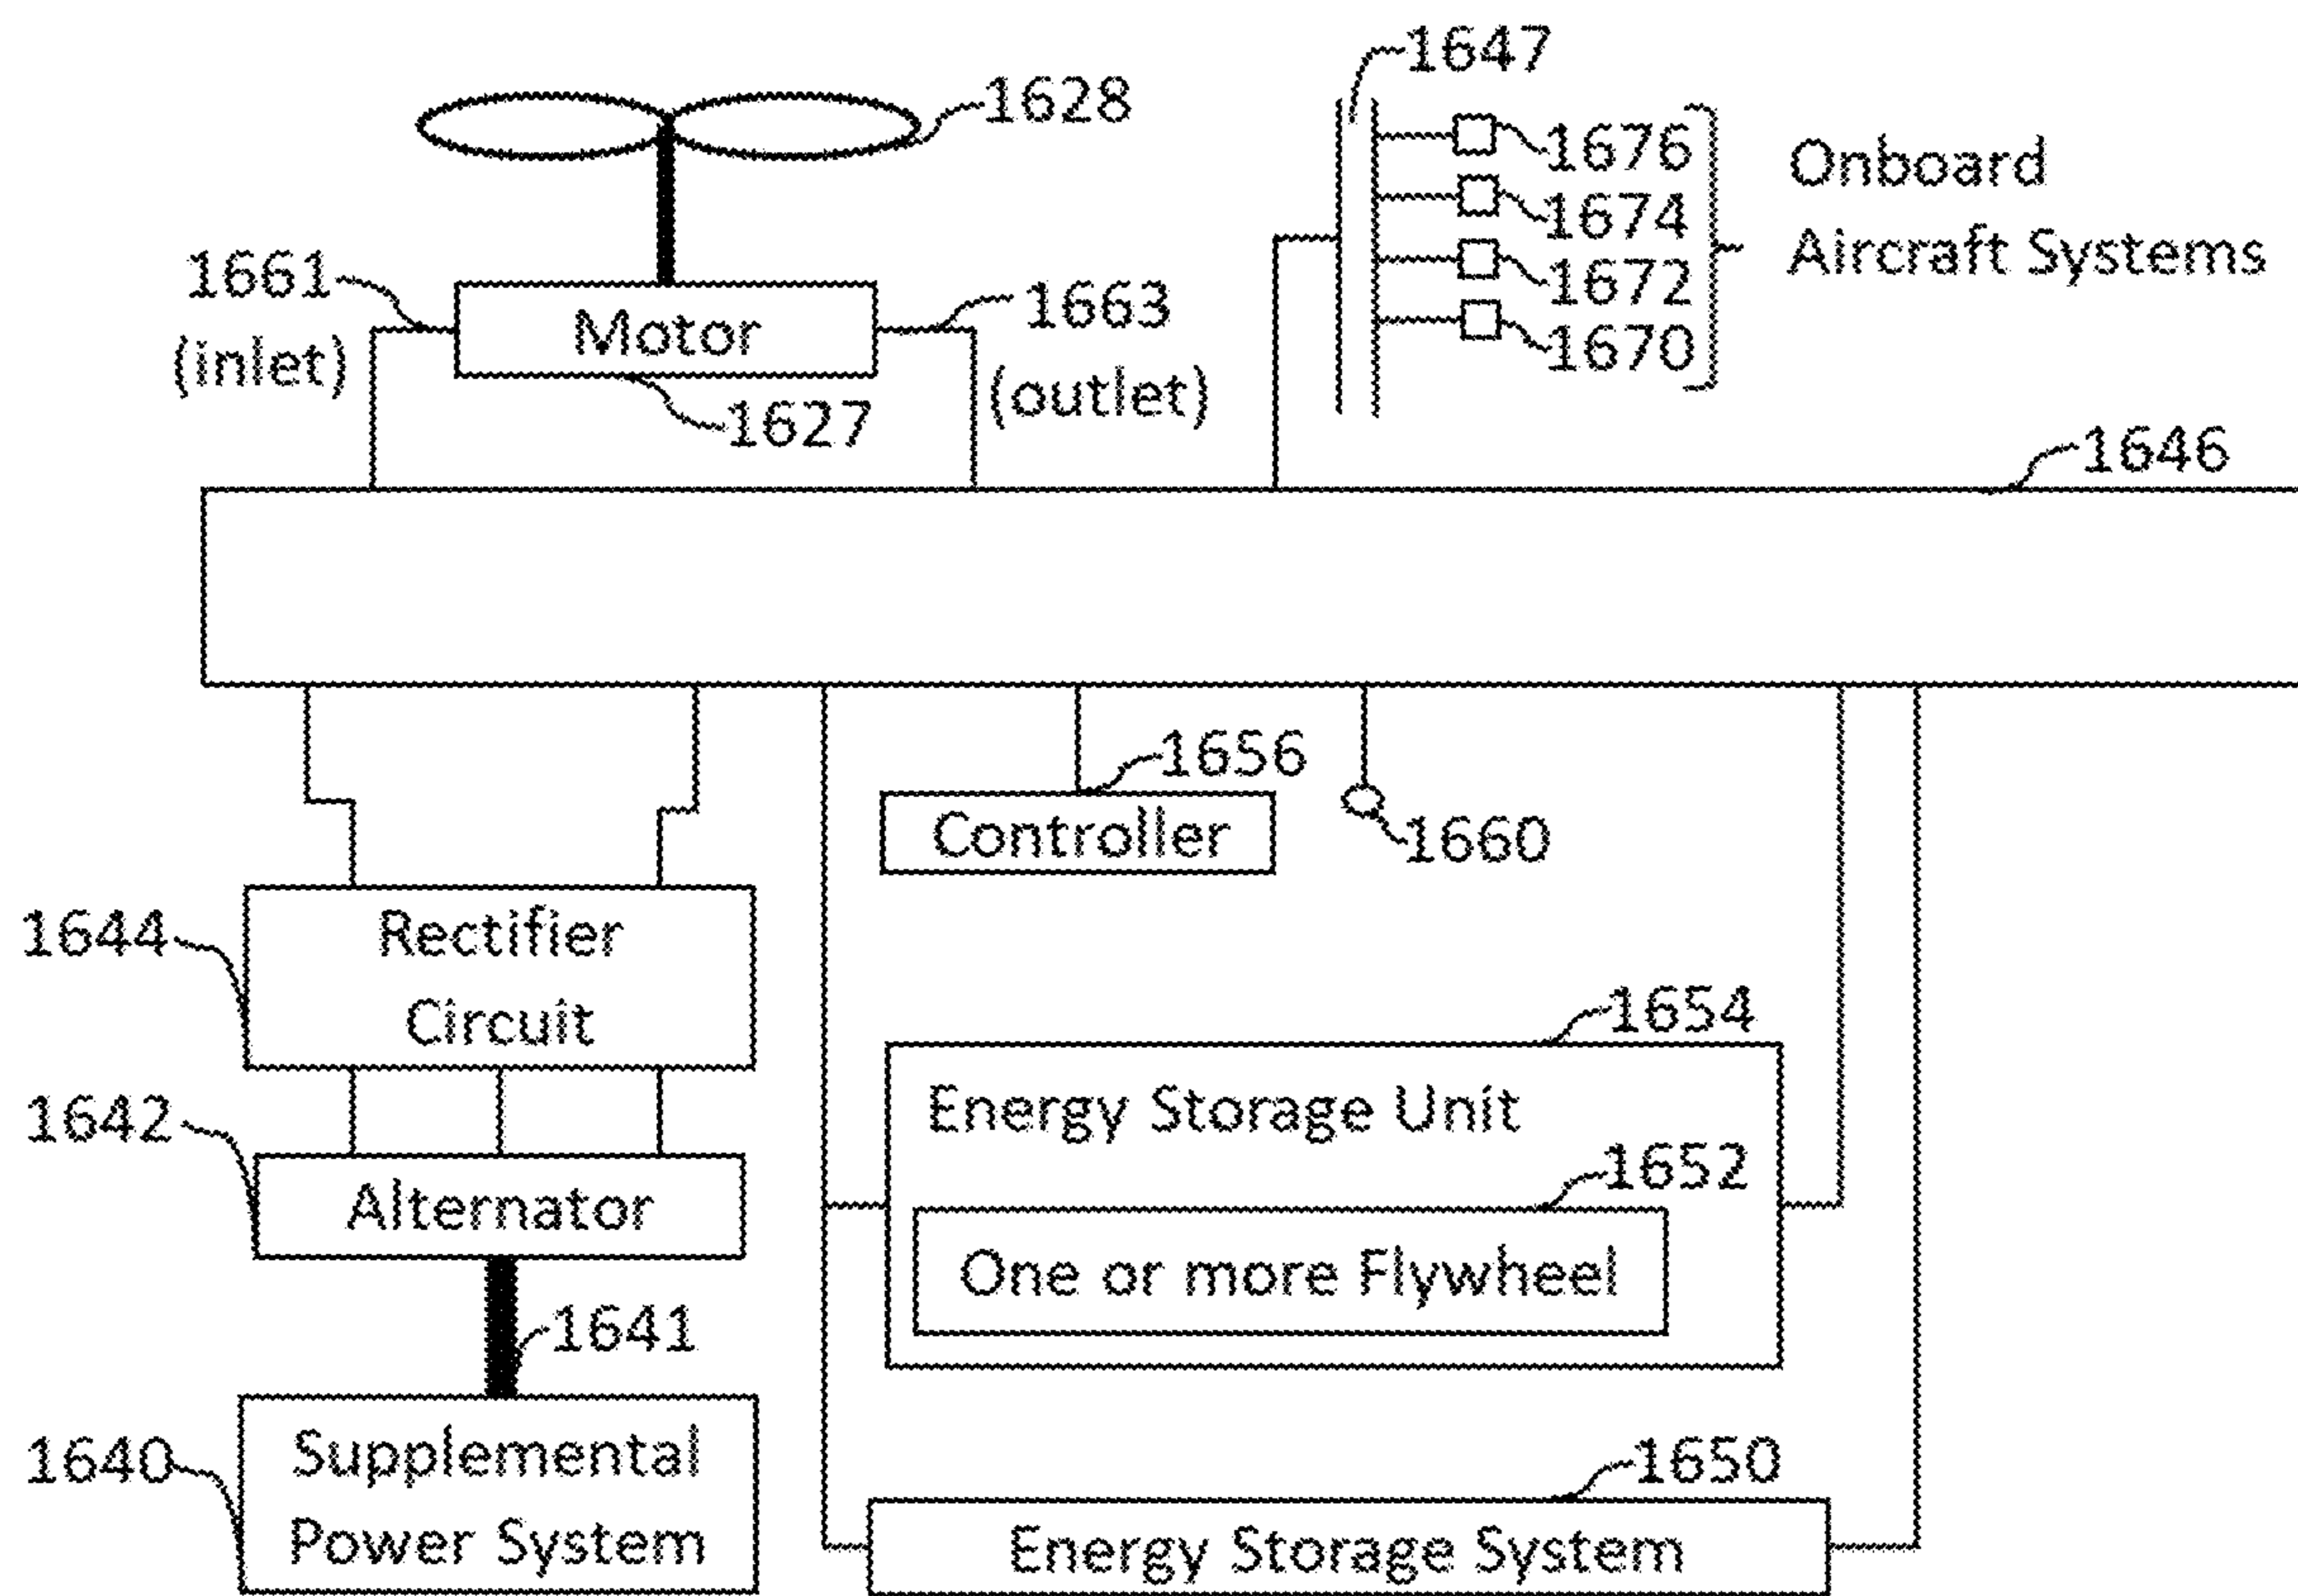 1647
1628
1676
1674
1672
1670
Onboard
Aircraft Systems
1661
(inlet)
Motor
1663
(outlet)
1627
1646
1656
Controller
1660
1644
Rectifier
Circuit
1654
Energy Storage Unit
1642
1652
Alternator
One or more Flywheel
1641
1640
Supplemental
Power System
1650
Energy Storage System